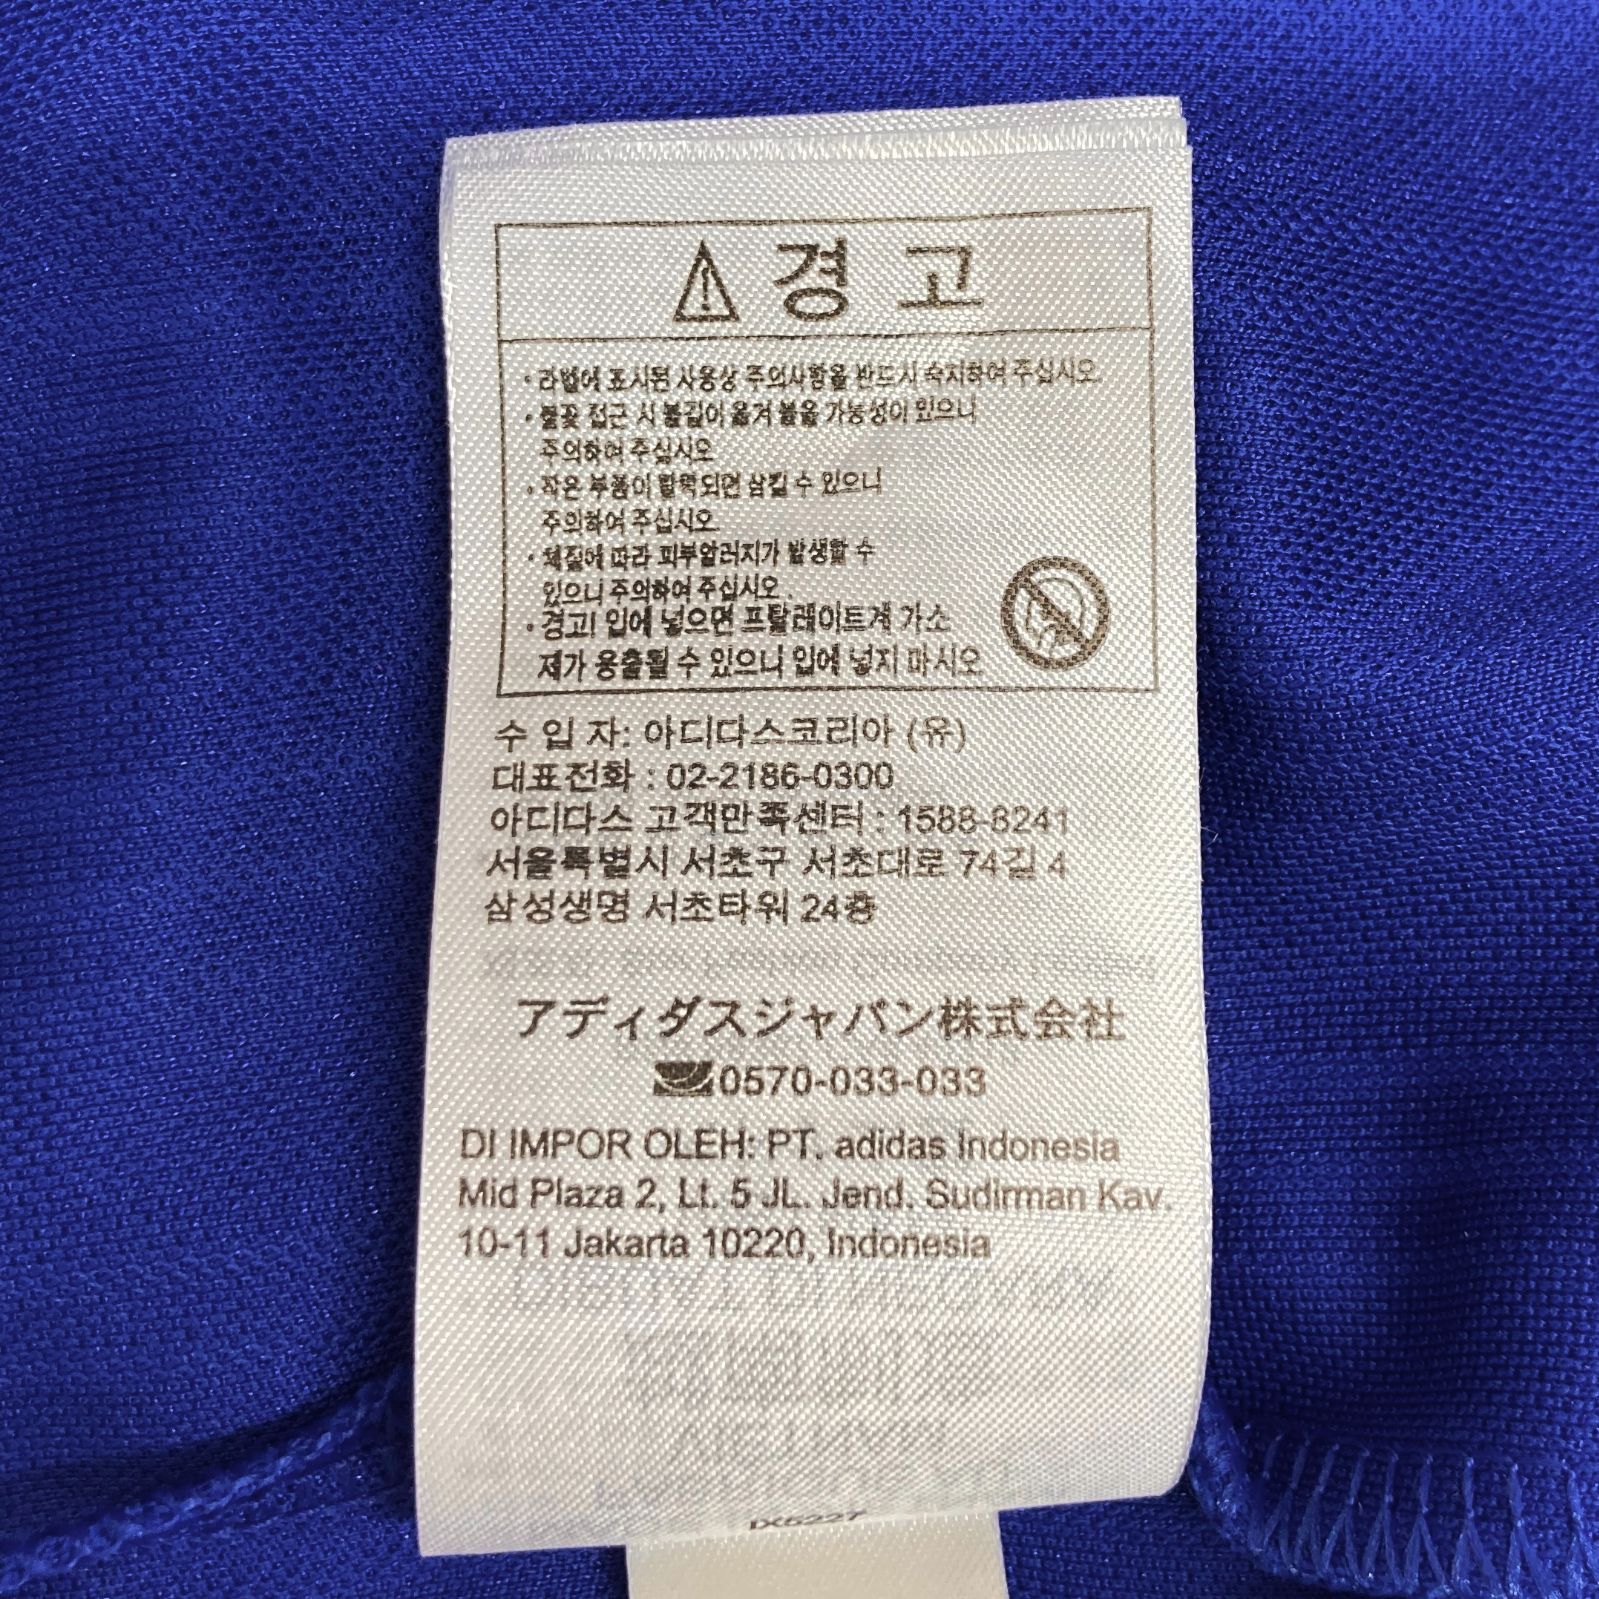 경 고
· 라벨에 표시된 사용상 주의사항을 반드시 숙지하여 주십시오
· 불꽃 접근 시 불길이 옮겨 붙을 가능성이 있으니
주의하여 주십시오
· 작은 부품이 탈락되면 삼킬 수 있으니
주의하여 주십시오
· 체질에 따라 피부알러지가 발생할 수
있으니 주의하여 주십시오.
· 경고! 입에 넣으면 프탈레이트계 가소
제가 용출될 수 있으니 입에 넣지 마시오
수 입 자: 아디다스코리아 (유)
대표전화 : 02-2186-0300
아디다스 고객만족센터 : 1588-8241
서울특별시 서초구 서초대로 74길 4
삼성생명 서초타워 24층
アディダスジャパン株式会社
0570-033-033
DI IMPOR OLEH: PT. adidas Indonesia
Mid Plaza 2, Lt. 5 JL. Jend. Sudirman Kav.
10-11 Jakarta 10220, Indonesia